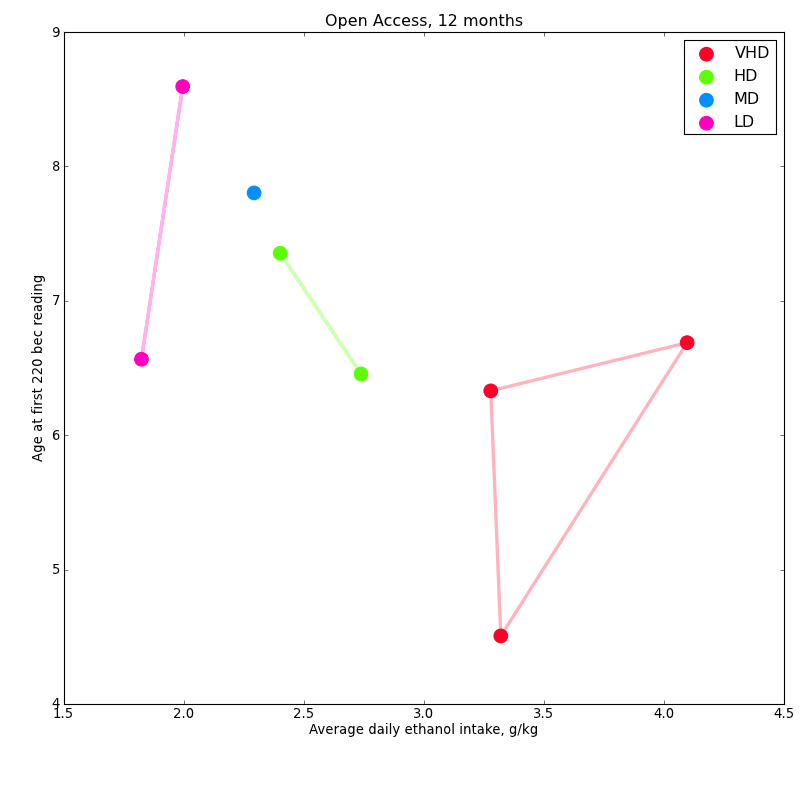 Open Access, 12 months
VHD
HD
MD
LD
Age at first 220 bec reading
9
8
7
6
5
4
1.5 2.0 2.5 3.0 3.5 4.0 4.5
Average daily ethanol intake, g/kg